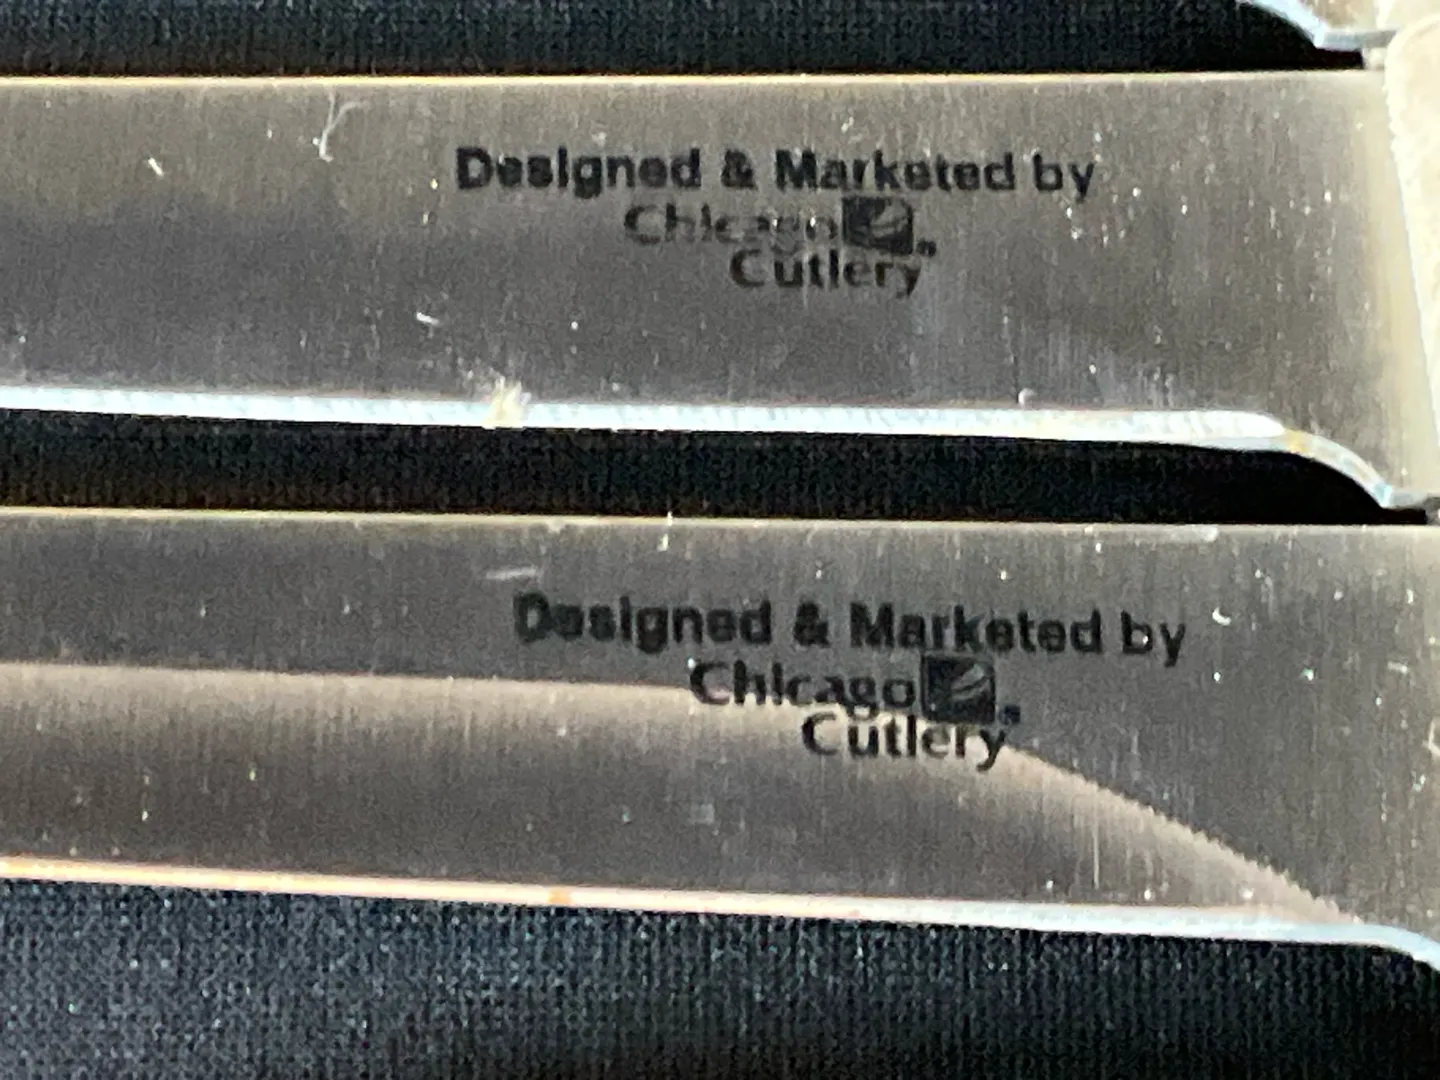 Designed & Marketed by
Chicago
Cutlery
Designed & Marketed by
Chicago
Cutlery